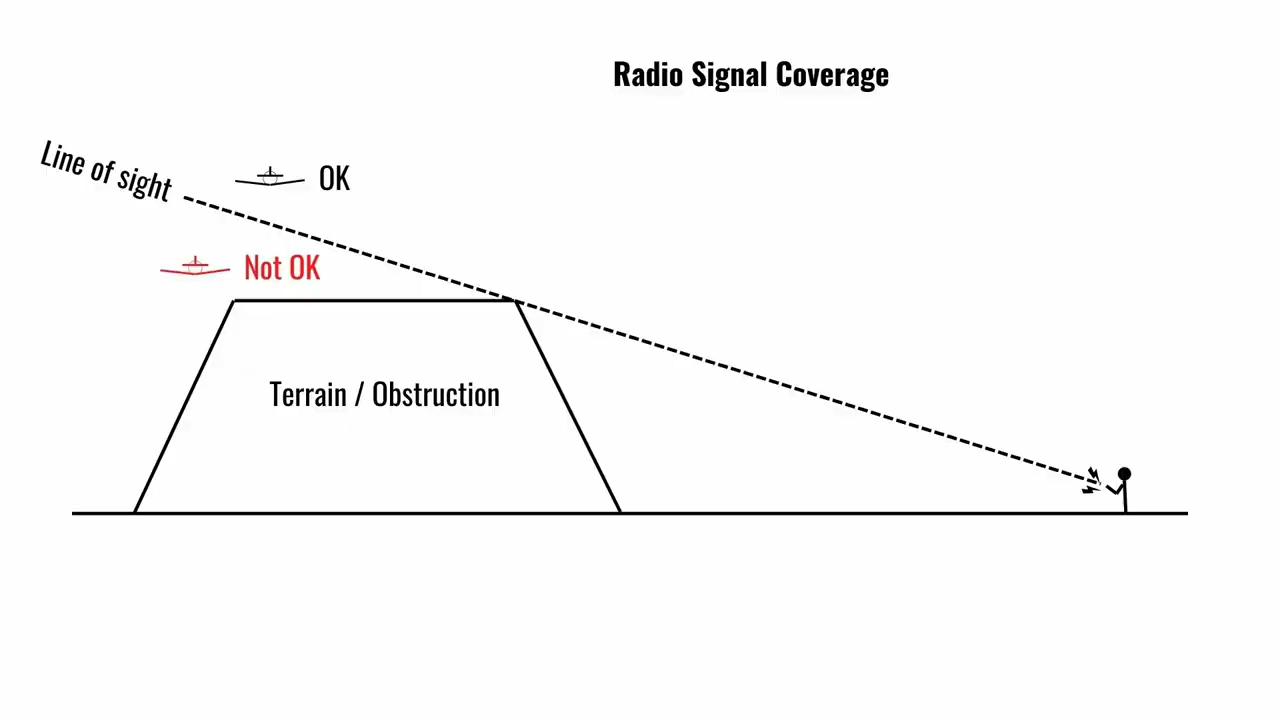 Radio Signal Coverage
Line of sight
OK
Not OK
Terrain / Obstruction